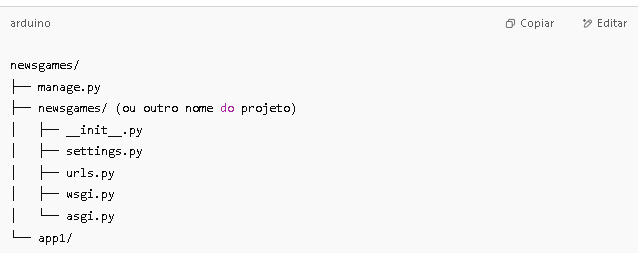 arduino Copiar Editar
newsgames/
├── manage.py
├── newsgames/ (ou outro nome do projeto)
│   ├── __init__.py
│   ├── settings.py
│   ├── urls.py
│   ├── wsgi.py
│   └── asgi.py
└── app1/